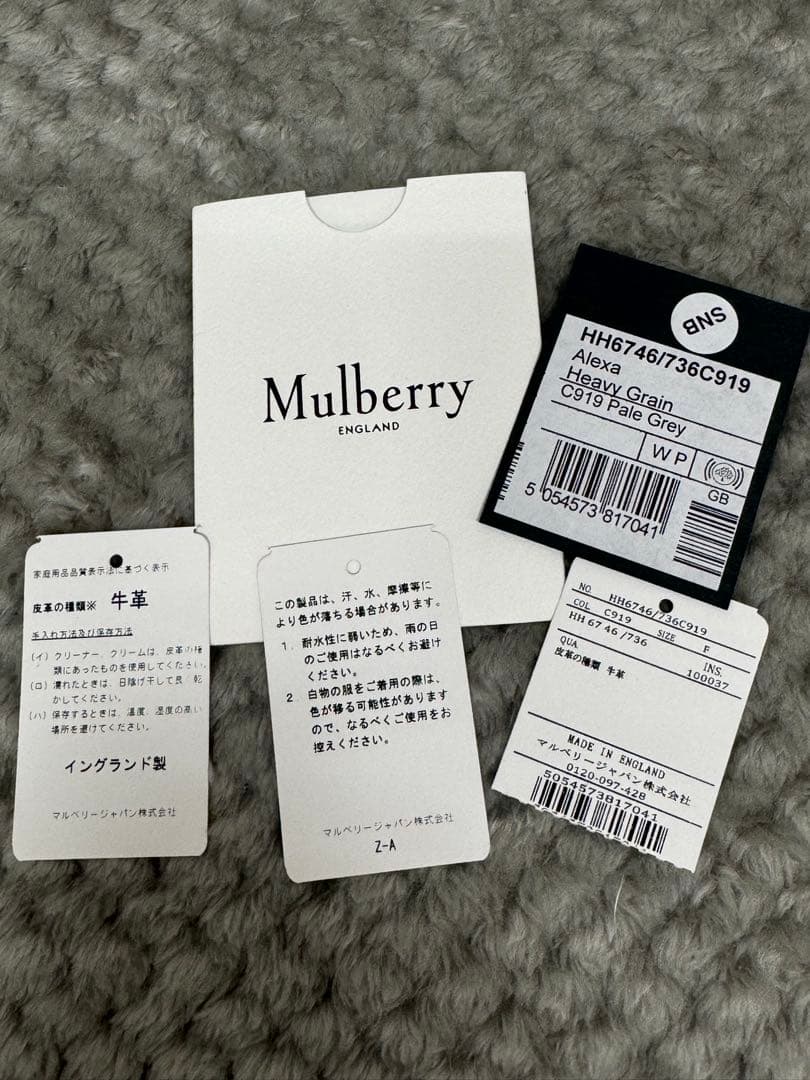 Mulberry
ENGLAND
SNB
HH6746/736C919
Alexa
Heavy Grain
C919 Pale Grey
WP
GB
5 054573 817041
家庭用品品質表示法に基づく表示
皮革の種類※ 牛革
手入れ方法及び保存方法
(イ) クリーナー、クリームは、皮革の種
類にあったものを使用してください。
(ロ) 濡れたときは、日陰干して良く乾
かしてください。
(ハ) 保存するときは、温度、湿度の高い
場所を避けてください。
イングランド製
マルベリージャパン株式会社
この製品は、汗、水、摩擦等に
より色が落ちる場合があります。
1. 耐水性に弱いため、雨の日
のご使用はなるべくお避け
ください。
2. 白物の服をご着用の際は、
色が移る可能性があります
ので、なるべくご使用をお
控えください。
マルベリージャパン株式会社
Z-A
NO. HH6746/736C919
COL C919 SIZE F
HH6746/736 INS.
QUA 100037
皮革の種類 牛革
MADE IN ENGLAND
マルベリージャパン株式会社
0120-097-428
5054573817041